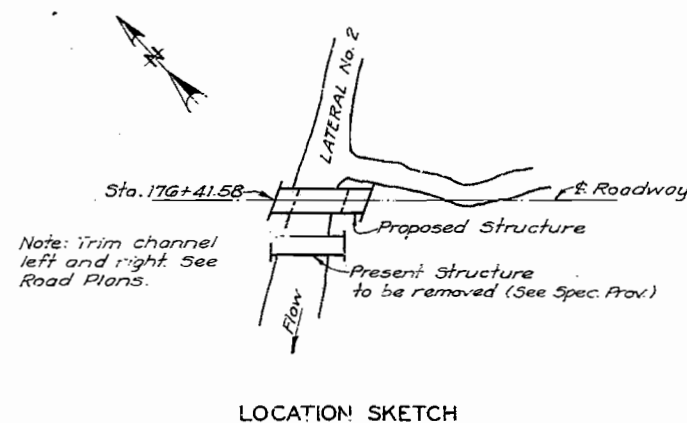 N
LATERAL No. 2
Sta. 176+41.58
℄ Roadway
Proposed Structure
Note: Trim channel
left and right. See
Road Plans.
Present Structure
to be removed (See Spec. Prov.)
Flow
LOCATION SKETCH